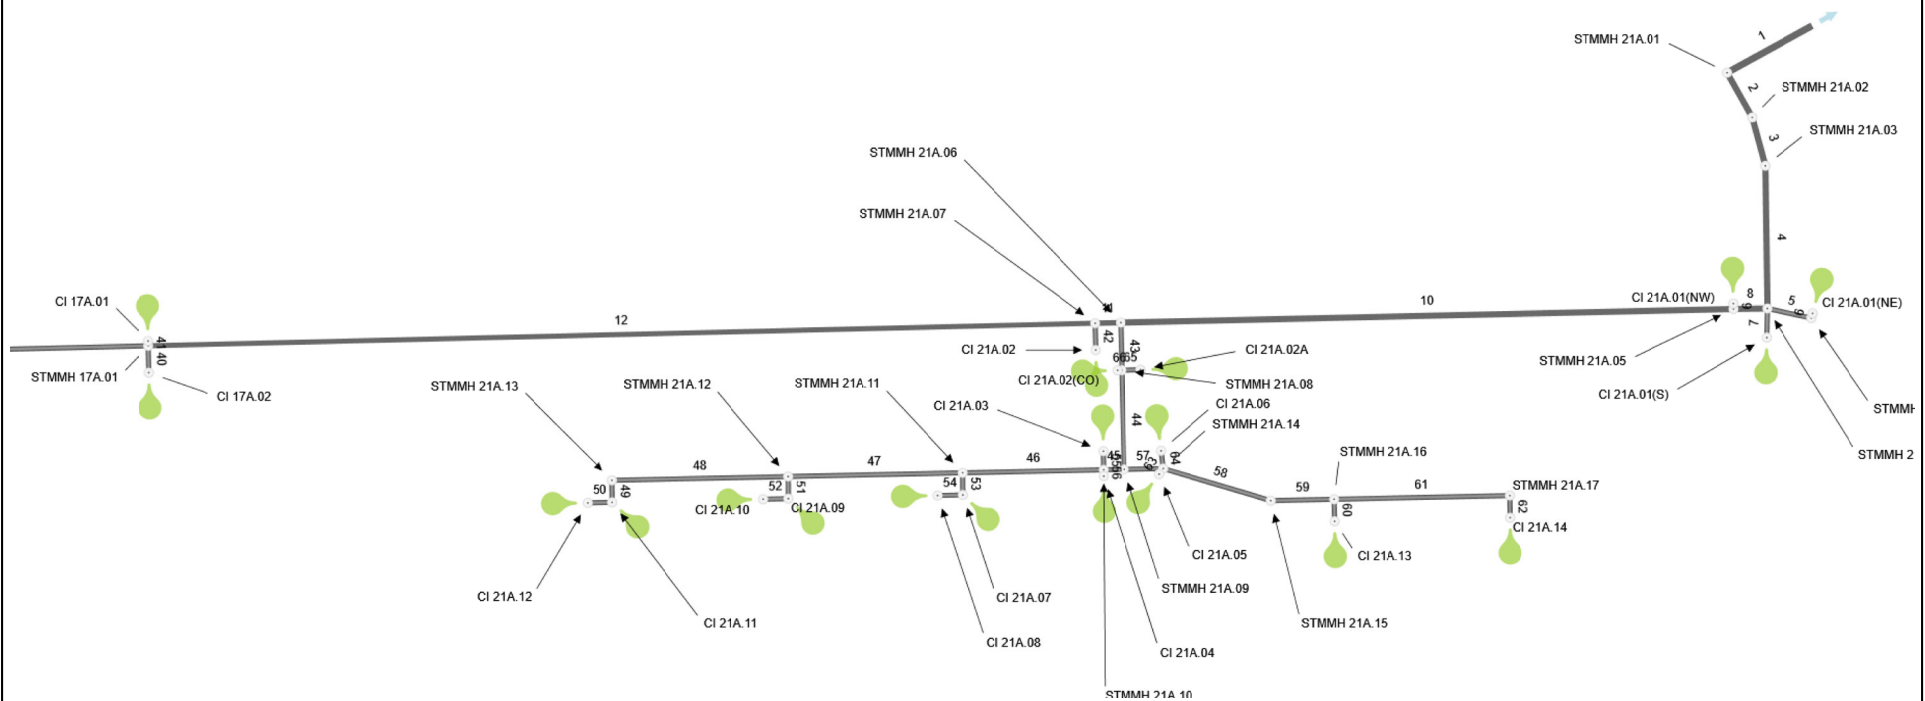 1
STMMH 21A.01
2
STMMH 21A.02
3
STMMH 21A.03
STMMH 21A.06
STMMH 21A.07
4
CI 17A.01
12
10
CI 21A.01(NW)
8
5
CI 21A.01(NE)
9
6
7
41
40
STMMH 17A.01
CI 17A.02
42
43
CI 21A.02
CI 21A.02A
66
65
CI 21A.02(CO)
STMMH 21A.08
STMMH 21A.05
CI 21A.01(S)
STMMH
STMMH 2
STMMH 21A.13
STMMH 21A.12
STMMH 21A.11
CI 21A.03
CI 21A.06
44
STMMH 21A.14
STMMH 21A.16
48
47
46
45
57
64
58
59
61
STMMH 21A.17
50
49
52
51
54
53
60
62
CI 21A.10
CI 21A.09
CI 21A.14
CI 21A.05
CI 21A.13
CI 21A.12
CI 21A.07
STMMH 21A.09
CI 21A.11
STMMH 21A.15
CI 21A.08
CI 21A.04
STMMH 21A.10